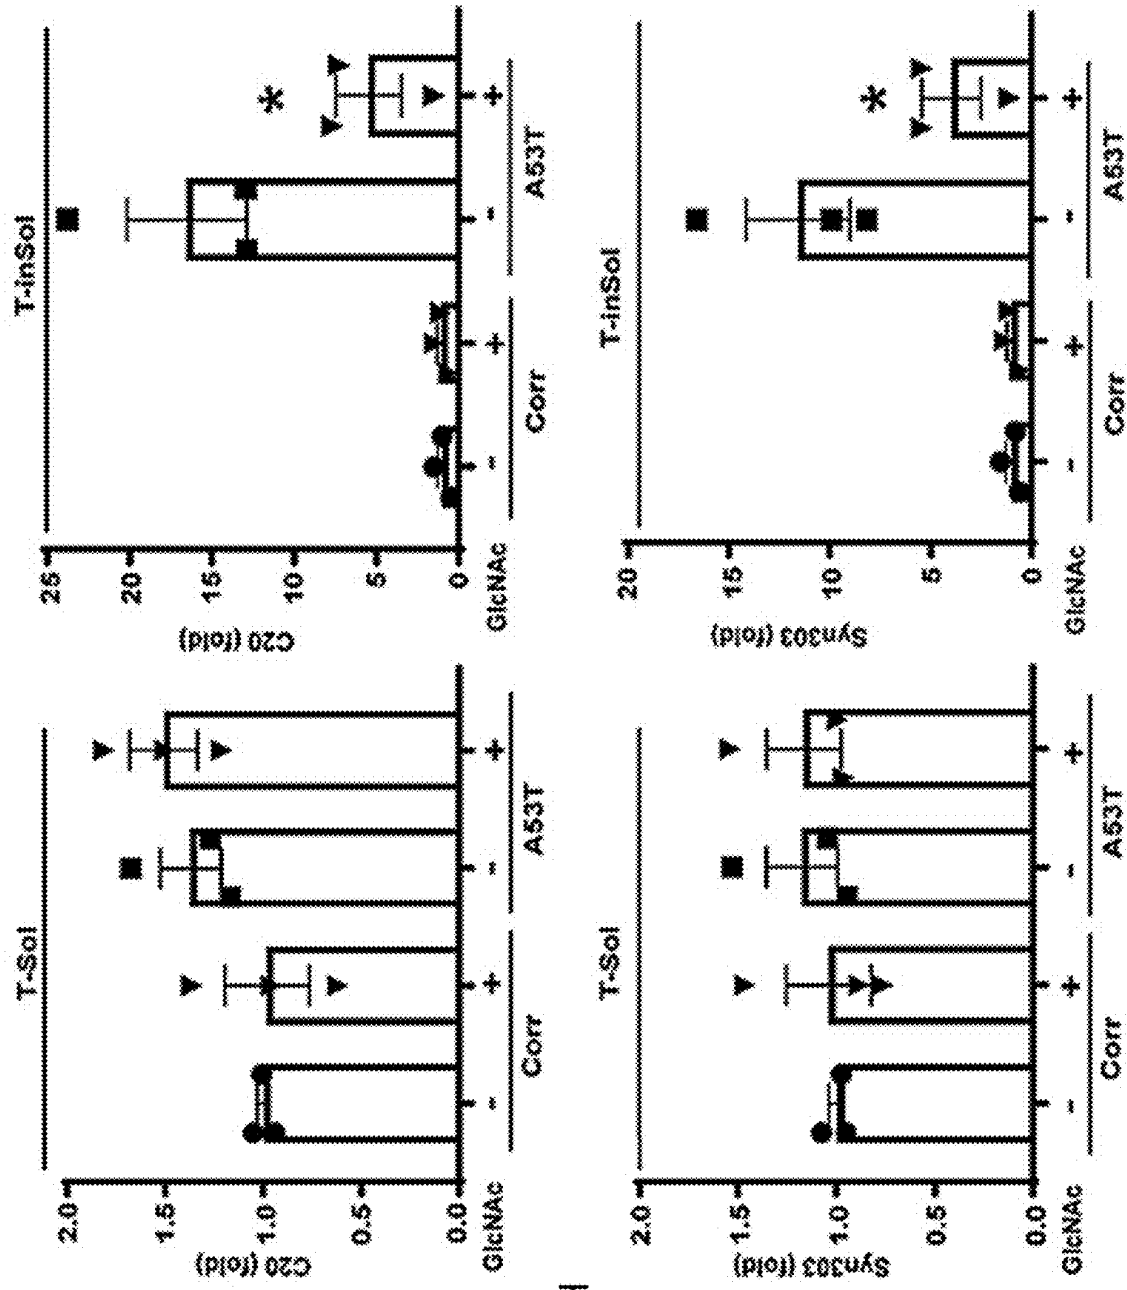 T-Sol
C20 (fold)
2.0
1.5
1.0
0.5
0.0
GlcNAc - + - +
Corr A53T
T-inSol
C20 (fold)
25
20
15
10
5
0
GlcNAc - + - +
Corr A53T
*
T-Sol
Syn303 (fold)
2.0
1.5
1.0
0.5
0.0
GlcNAc - + - +
Corr A53T
T-inSol
Syn303 (fold)
20
15
10
5
0
GlcNAc - + - +
Corr A53T
*